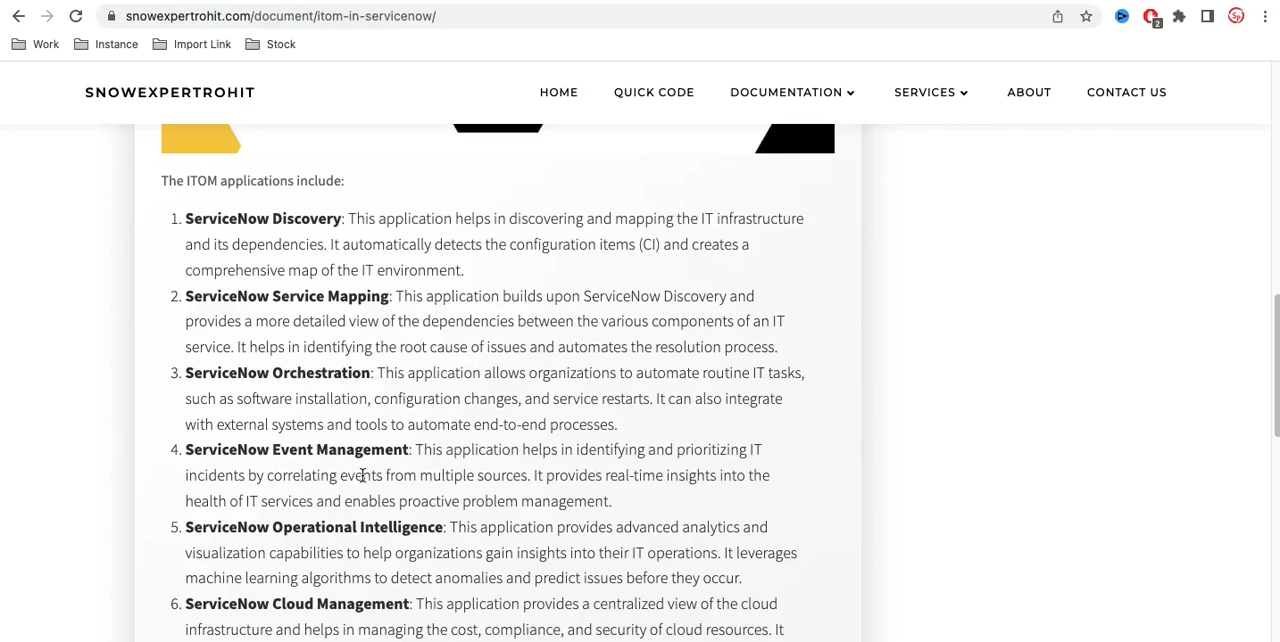 snowexpertrohit.com/document/itom-in-servicenow/
2
Sp
Work Instance Import Link Stock
SNOWEXPERTROHIT HOME QUICK CODE DOCUMENTATION SERVICES ABOUT CONTACT US
The ITOM applications include:
1. ServiceNow Discovery: This application helps in discovering and mapping the IT infrastructure
and its dependencies. It automatically detects the configuration items (CI) and creates a
comprehensive map of the IT environment.
2. ServiceNow Service Mapping: This application builds upon ServiceNow Discovery and
provides a more detailed view of the dependencies between the various components of an IT
service. It helps in identifying the root cause of issues and automates the resolution process.
3. ServiceNow Orchestration: This application allows organizations to automate routine IT tasks,
such as software installation, configuration changes, and service restarts. It can also integrate
with external systems and tools to automate end-to-end processes.
4. ServiceNow Event Management: This application helps in identifying and prioritizing IT
incidents by correlating events from multiple sources. It provides real-time insights into the
health of IT services and enables proactive problem management.
5. ServiceNow Operational Intelligence: This application provides advanced analytics and
visualization capabilities to help organizations gain insights into their IT operations. It leverages
machine learning algorithms to detect anomalies and predict issues before they occur.
6. ServiceNow Cloud Management: This application provides a centralized view of the cloud
infrastructure and helps in managing the cost, compliance, and security of cloud resources. It